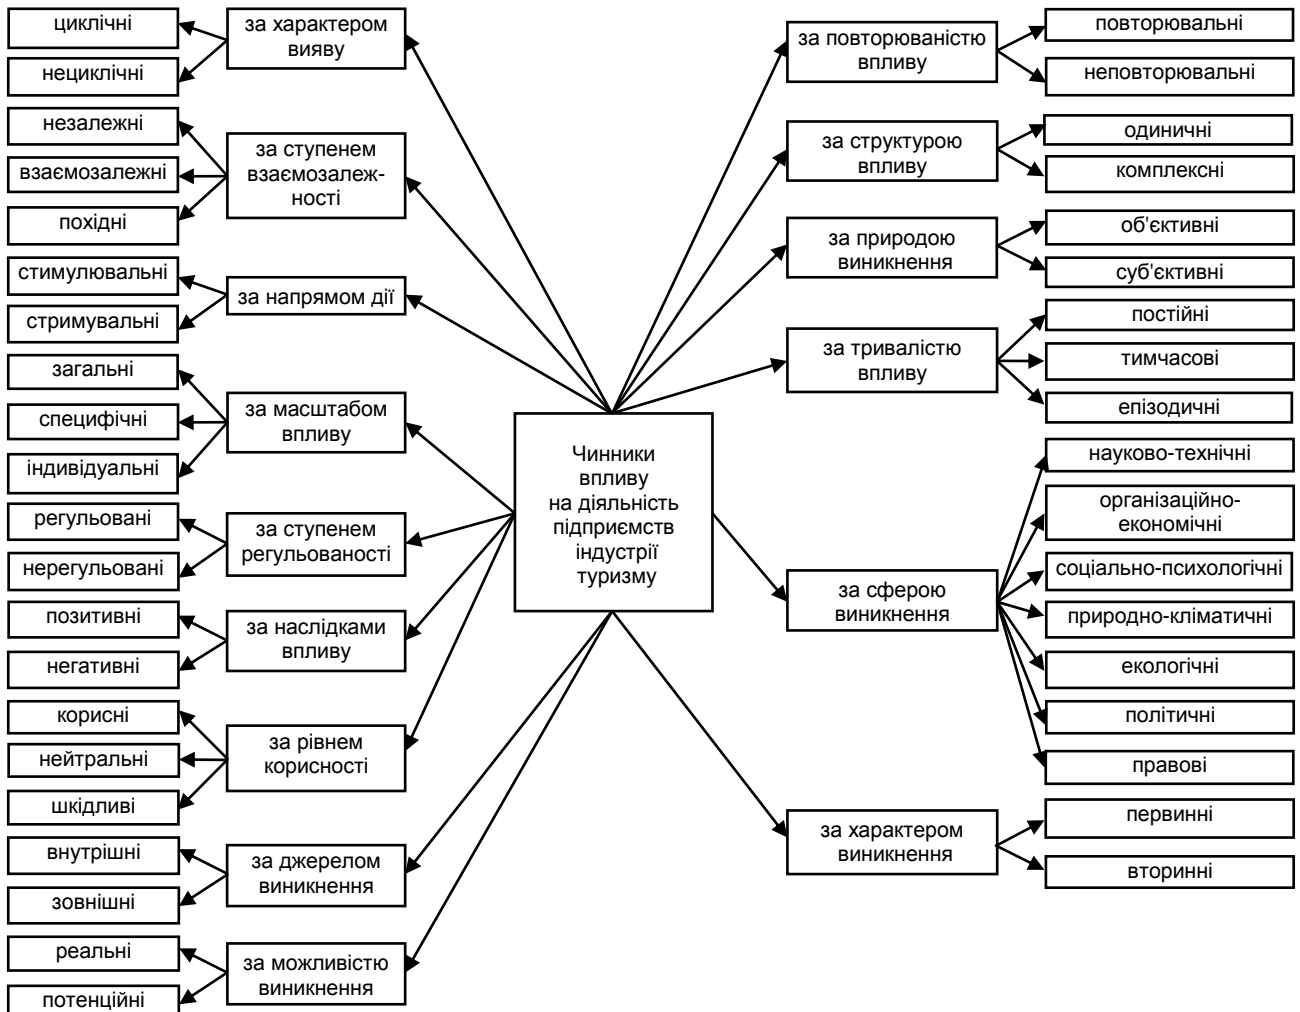 циклічні
нециклічні
за характером
вияву
незалежні
взаємозалежні
похідні
за ступенем
взаємозалеж-
ності
стимулювальні
стримувальні
за напрямом дії
загальні
специфічні
індивідуальні
за масштабом
впливу
регульовані
нерегульовані
за ступенем
регульованості
позитивні
негативні
за наслідками
впливу
корисні
нейтральні
шкідливі
за рівнем
корисності
внутрішні
зовнішні
за джерелом
виникнення
реальні
потенційні
за можливістю
виникнення
Чинники
впливу
на діяльність
підприємств
індустрії
туризму
за повторюваністю
впливу
повторювальні
неповторювальні
за структурою
впливу
одиничні
комплексні
за природою
виникнення
об'єктивні
суб'єктивні
за тривалістю
впливу
постійні
тимчасові
епізодичні
за сферою
виникнення
науково-технічні
організаційно-
економічні
соціально-психологічні
природно-кліматичні
екологічні
політичні
правові
за характером
виникнення
первинні
вторинні